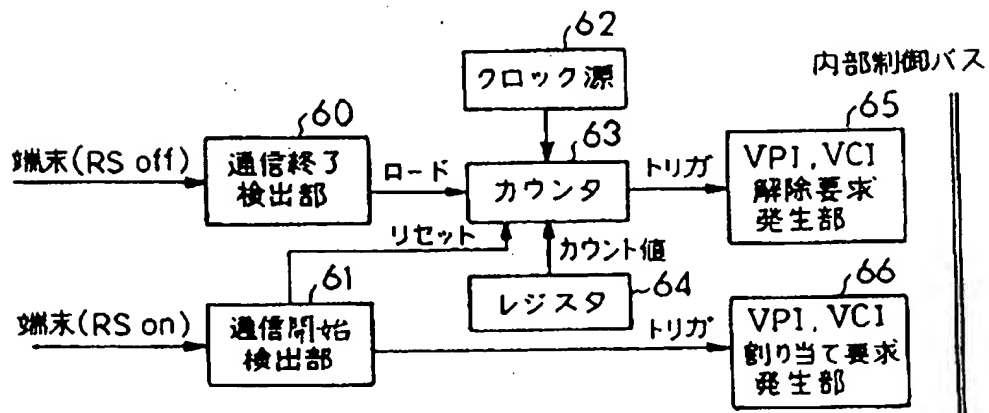 62
クロック源
内部制御バス
60
63
65
端末(RS off)
通信終了
検出部
ロード
カウンタ
トリガ
VPI, VCI
解除要求
発生部
リセット
カウント値
61
レジスタ
64
66
端末(RS on)
通信開始
検出部
トリガ
VPI, VCI
割り当て要求
発生部